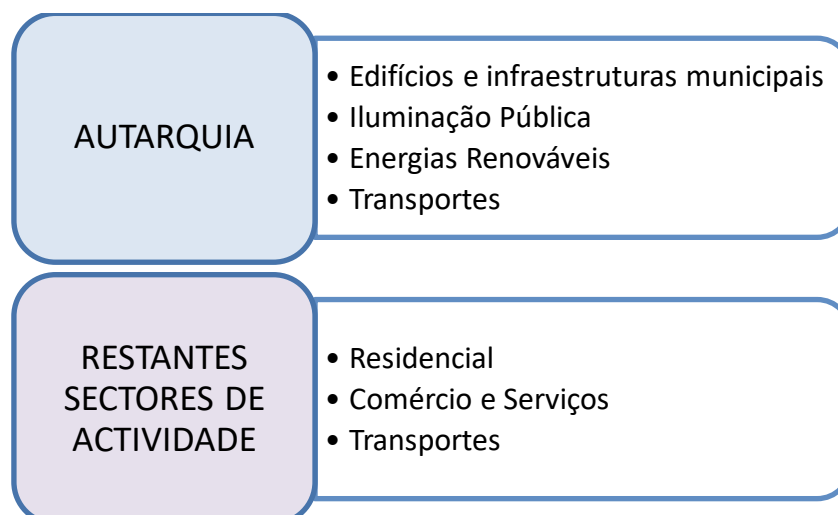 AUTARQUIA
• Edifícios e infraestruturas municipais
• Iluminação Pública
• Energias Renováveis
• Transportes
RESTANTES
SECTORES DE
ACTIVIDADE
• Residencial
• Comércio e Serviços
• Transportes